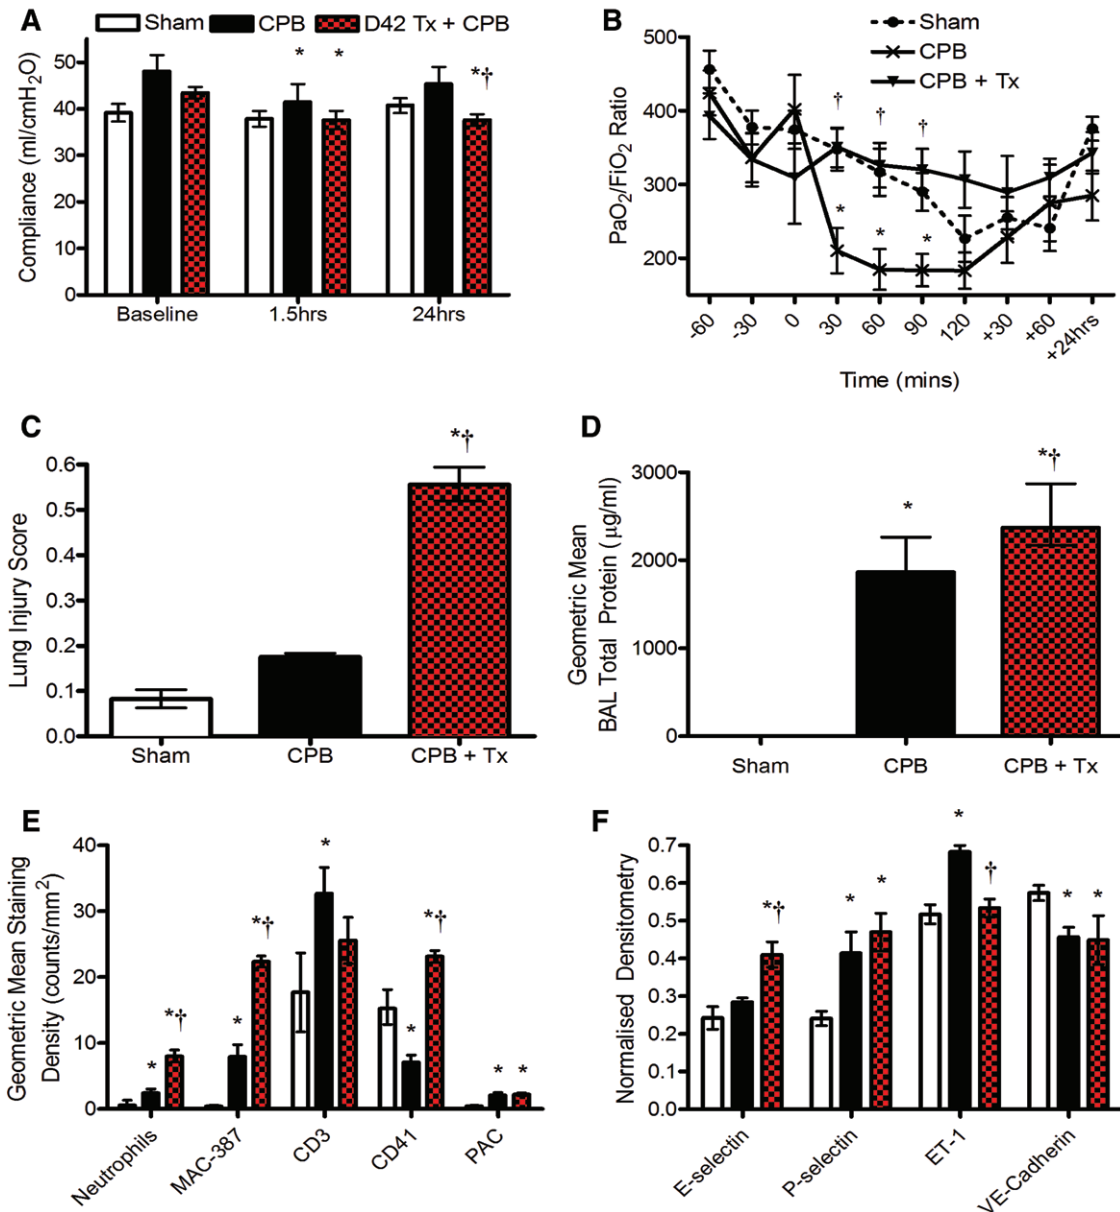 A
Sham CPB D42 Tx + CPB
Compliance (ml/cmH2O)
50
40
30
20
10
0
* * *†
Baseline 1.5hrs 24hrs
B
Sham
CPB
CPB + Tx
PaO2/FiO2 Ratio
500
400
300
200
† † †
* * *
-60 -30 0 30 60 90 120 +30 +60 +24hrs
Time (mins)
C
Lung Injury Score
0.6
0.5
0.4
0.3
0.2
0.1
0.0
*†
Sham CPB CPB + Tx
D
Geometric Mean
BAL Total Protein (µg/ml)
3000
2000
1000
0
* *†
Sham CPB CPB + Tx
E
Geometric Mean Staining
Density (counts/mm2)
40
30
20
10
0
* *† * *† * * *† * *
Neutrophils MAC-387 CD3 CD41 PAC
F
Normalised Densitometry
0.7
0.6
0.5
0.4
0.3
0.2
0.1
0.0
*† * * * † * *
E-selectin P-selectin ET-1 VE-Cadherin